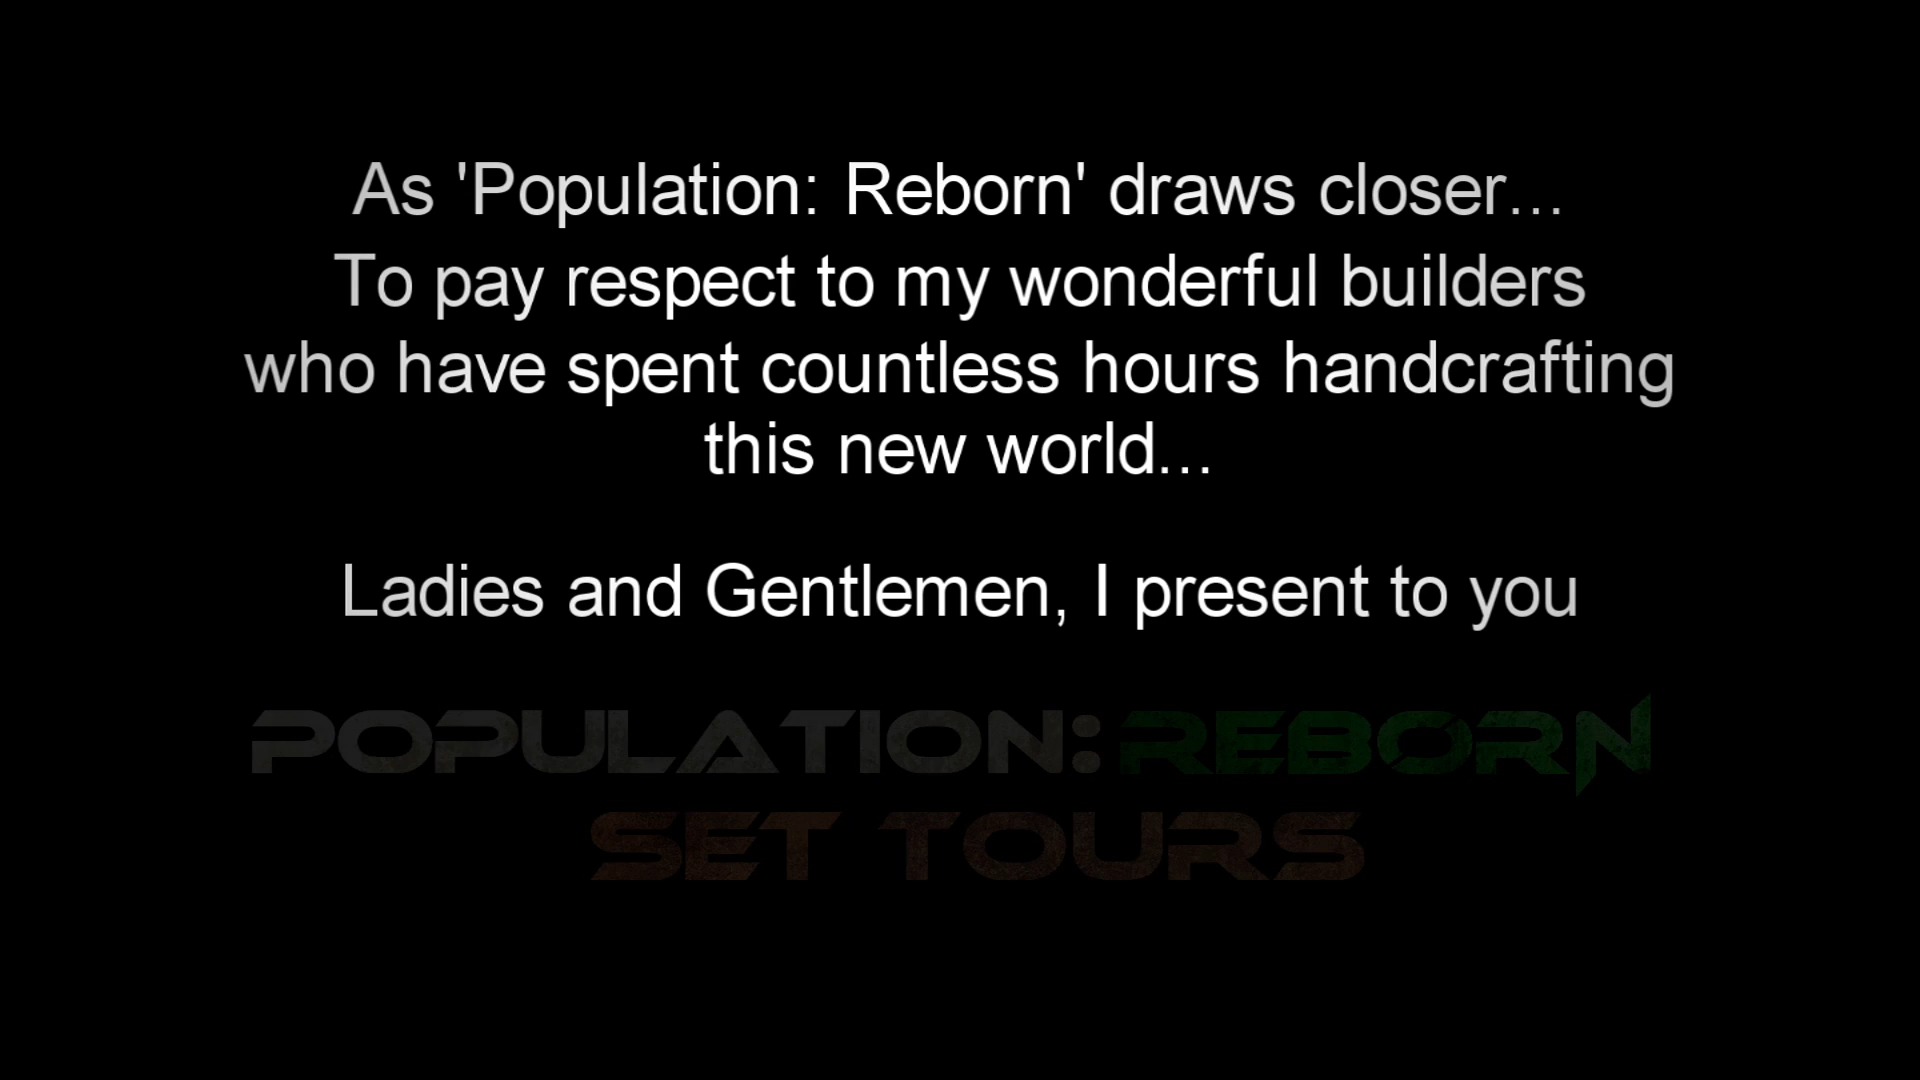 As 'Population: Reborn' draws closer...
To pay respect to my wonderful builders
who have spent countless hours handcrafting
this new world...
Ladies and Gentlemen, I present to you
POPULATION: REBORN
SET TOURS